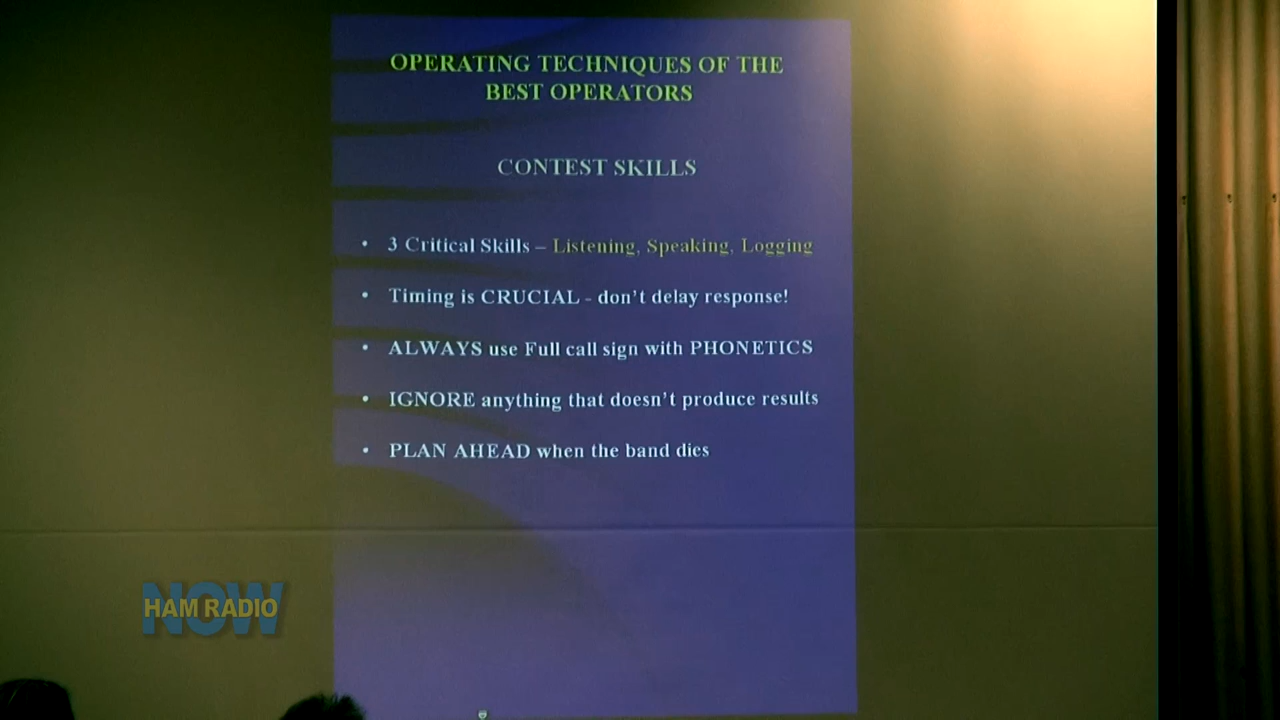 OPERATING TECHNIQUES OF THE
BEST OPERATORS
CONTEST SKILLS
• 3 Critical Skills – Listening, Speaking, Logging
• Timing is CRUCIAL - don't delay response!
• ALWAYS use Full call sign with PHONETICS
• IGNORE anything that doesn't produce results
• PLAN AHEAD when the band dies
NOW
HAM RADIO